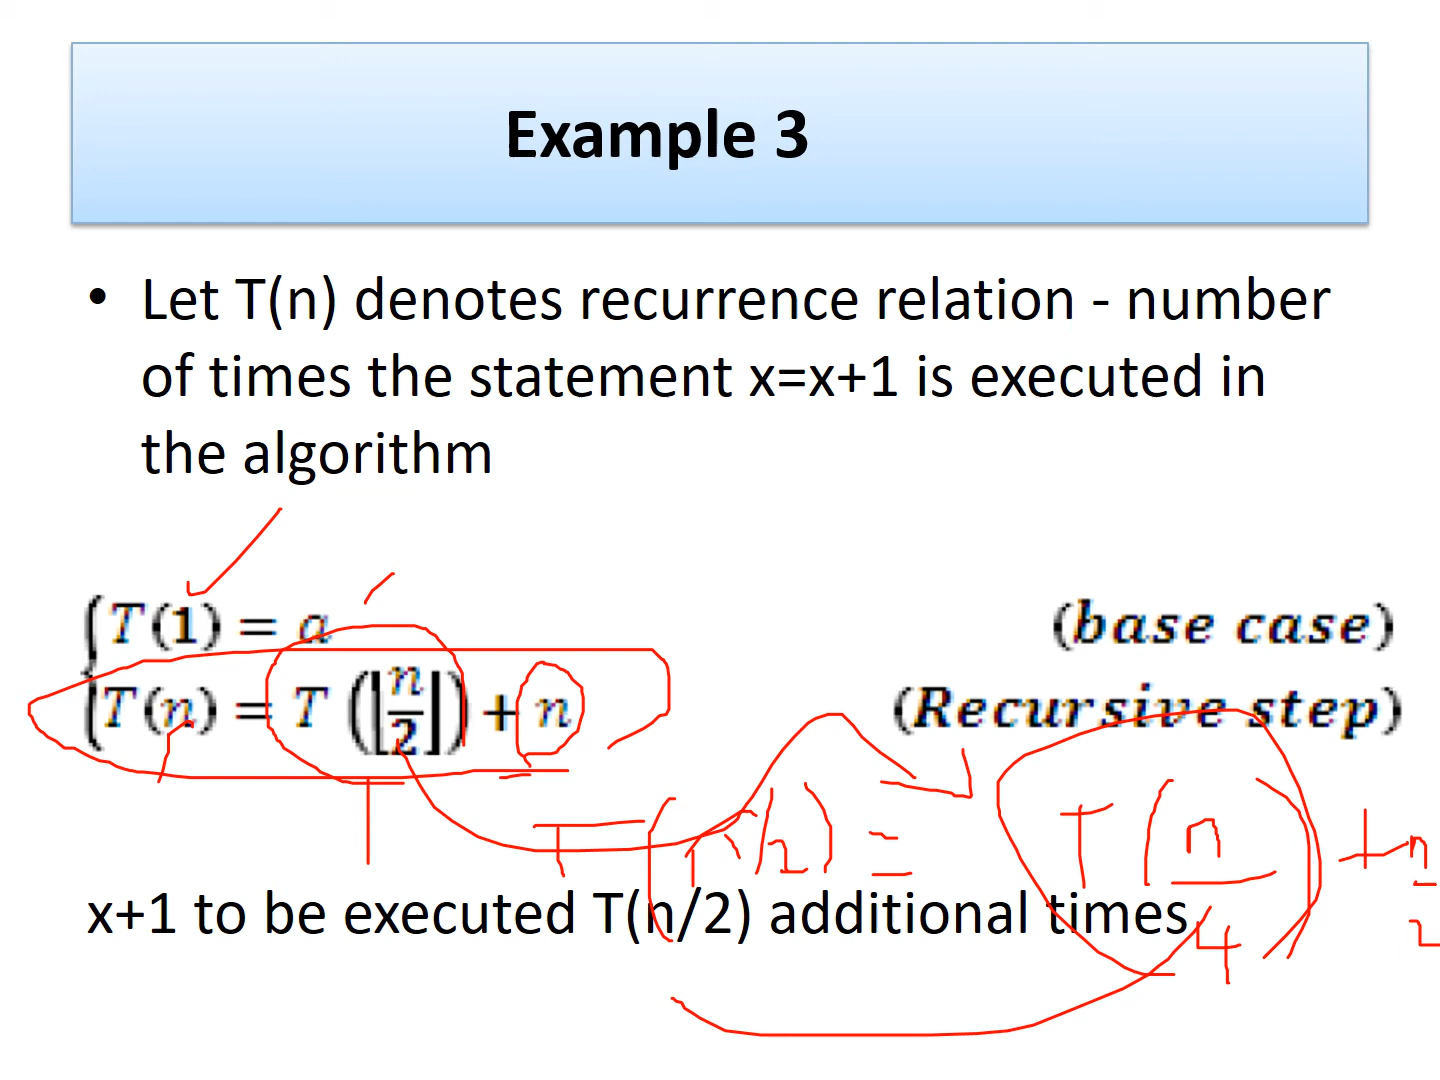 Example 3
• Let T(n) denotes recurrence relation - number
of times the statement x=x+1 is executed in
the algorithm
T(1) = a (base case)
T(n) = T(⌊n/2⌋) + n (Recursive step)
T(n/2) = T(n/4) + n/2
x+1 to be executed T(n/2) additional times